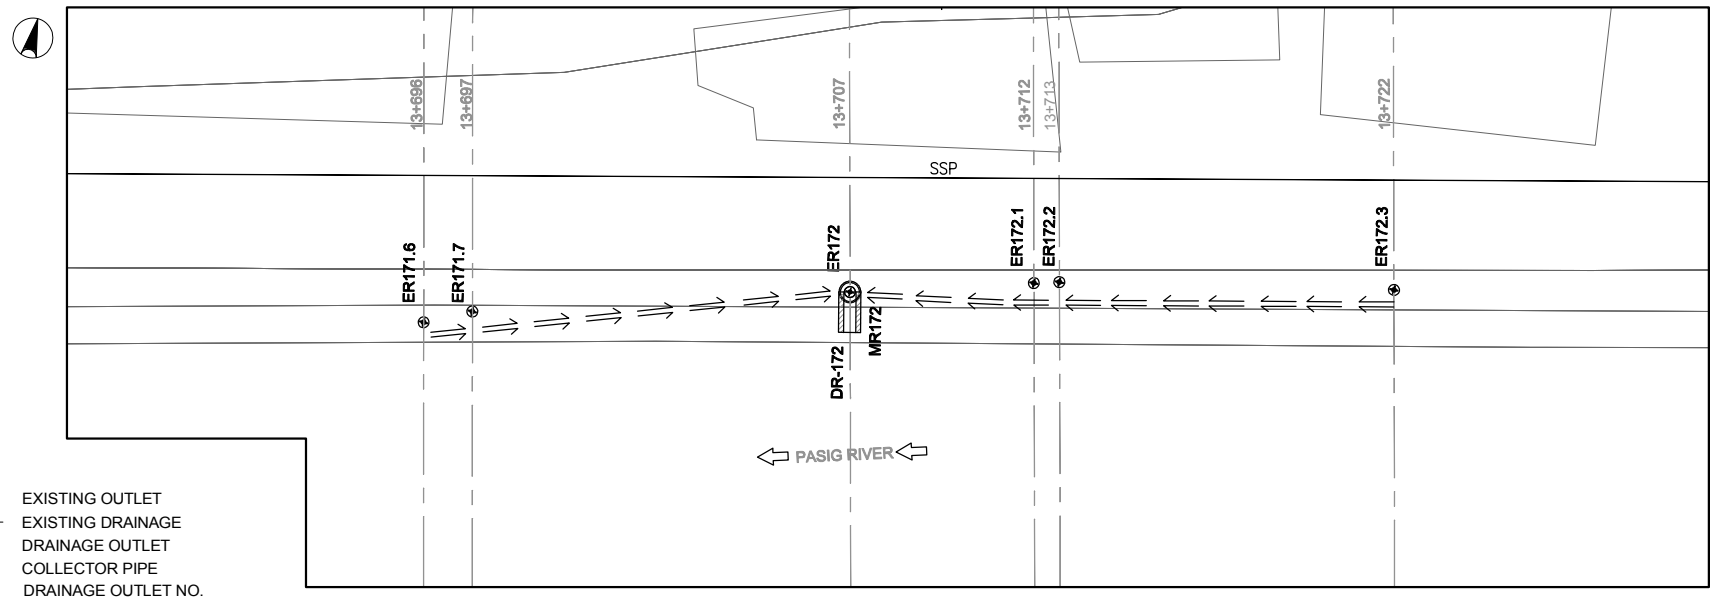 13+696
13+697
13+707
13+712
13+713
13+722
SSP
ER171.6
ER171.7
ER172
ER172.1
ER172.2
ER172.3
MR172
DR-172
PASIG RIVER
EXISTING OUTLET
EXISTING DRAINAGE
DRAINAGE OUTLET
COLLECTOR PIPE
DRAINAGE OUTLET NO.